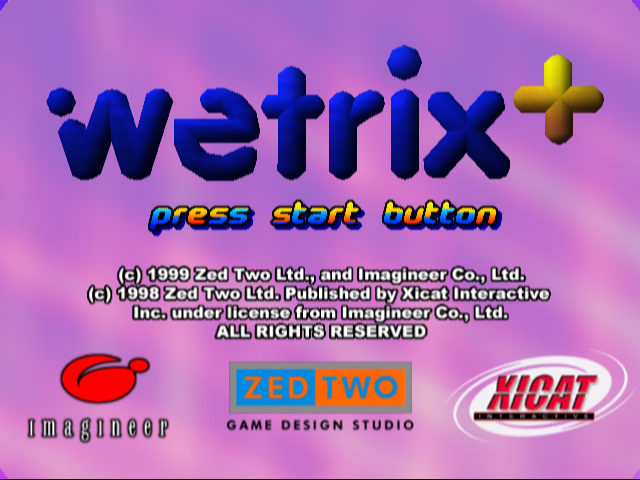 wetrix+
press start button
(c) 1999 Zed Two Ltd., and Imagineer Co., Ltd.
(c) 1998 Zed Two Ltd. Published by Xicat Interactive
Inc. under license from Imagineer Co., Ltd.
ALL RIGHTS RESERVED
imagineer
ZED TWO
GAME DESIGN STUDIO
XICAT
INTERACTIVE